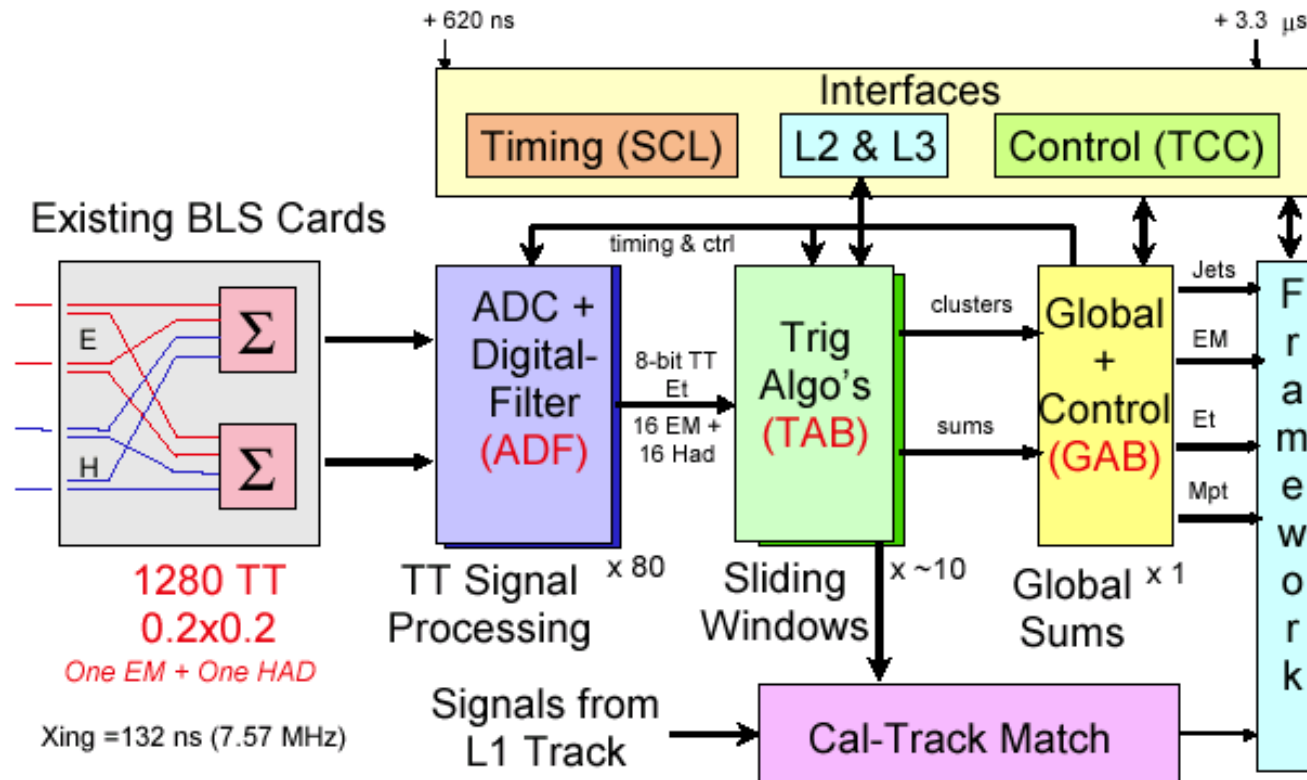 + 620 ns
+ 3.3 μs
Interfaces
Timing (SCL)
L2 & L3
Control (TCC)
Existing BLS Cards
timing & ctrl
E
H
Σ
Σ
ADC +
Digital-
Filter
(ADF)
8-bit TT
Et
16 EM +
16 Had
Trig
Algo's
(TAB)
clusters
sums
Global
+
Control
(GAB)
Jets
EM
Et
Mpt
Framework
1280 TT
0.2x0.2
One EM + One HAD
TT Signal
Processing
x 80
Sliding
Windows
x ~10
Global
Sums
x 1
Xing =132 ns (7.57 MHz)
Signals from
L1 Track
Cal-Track Match